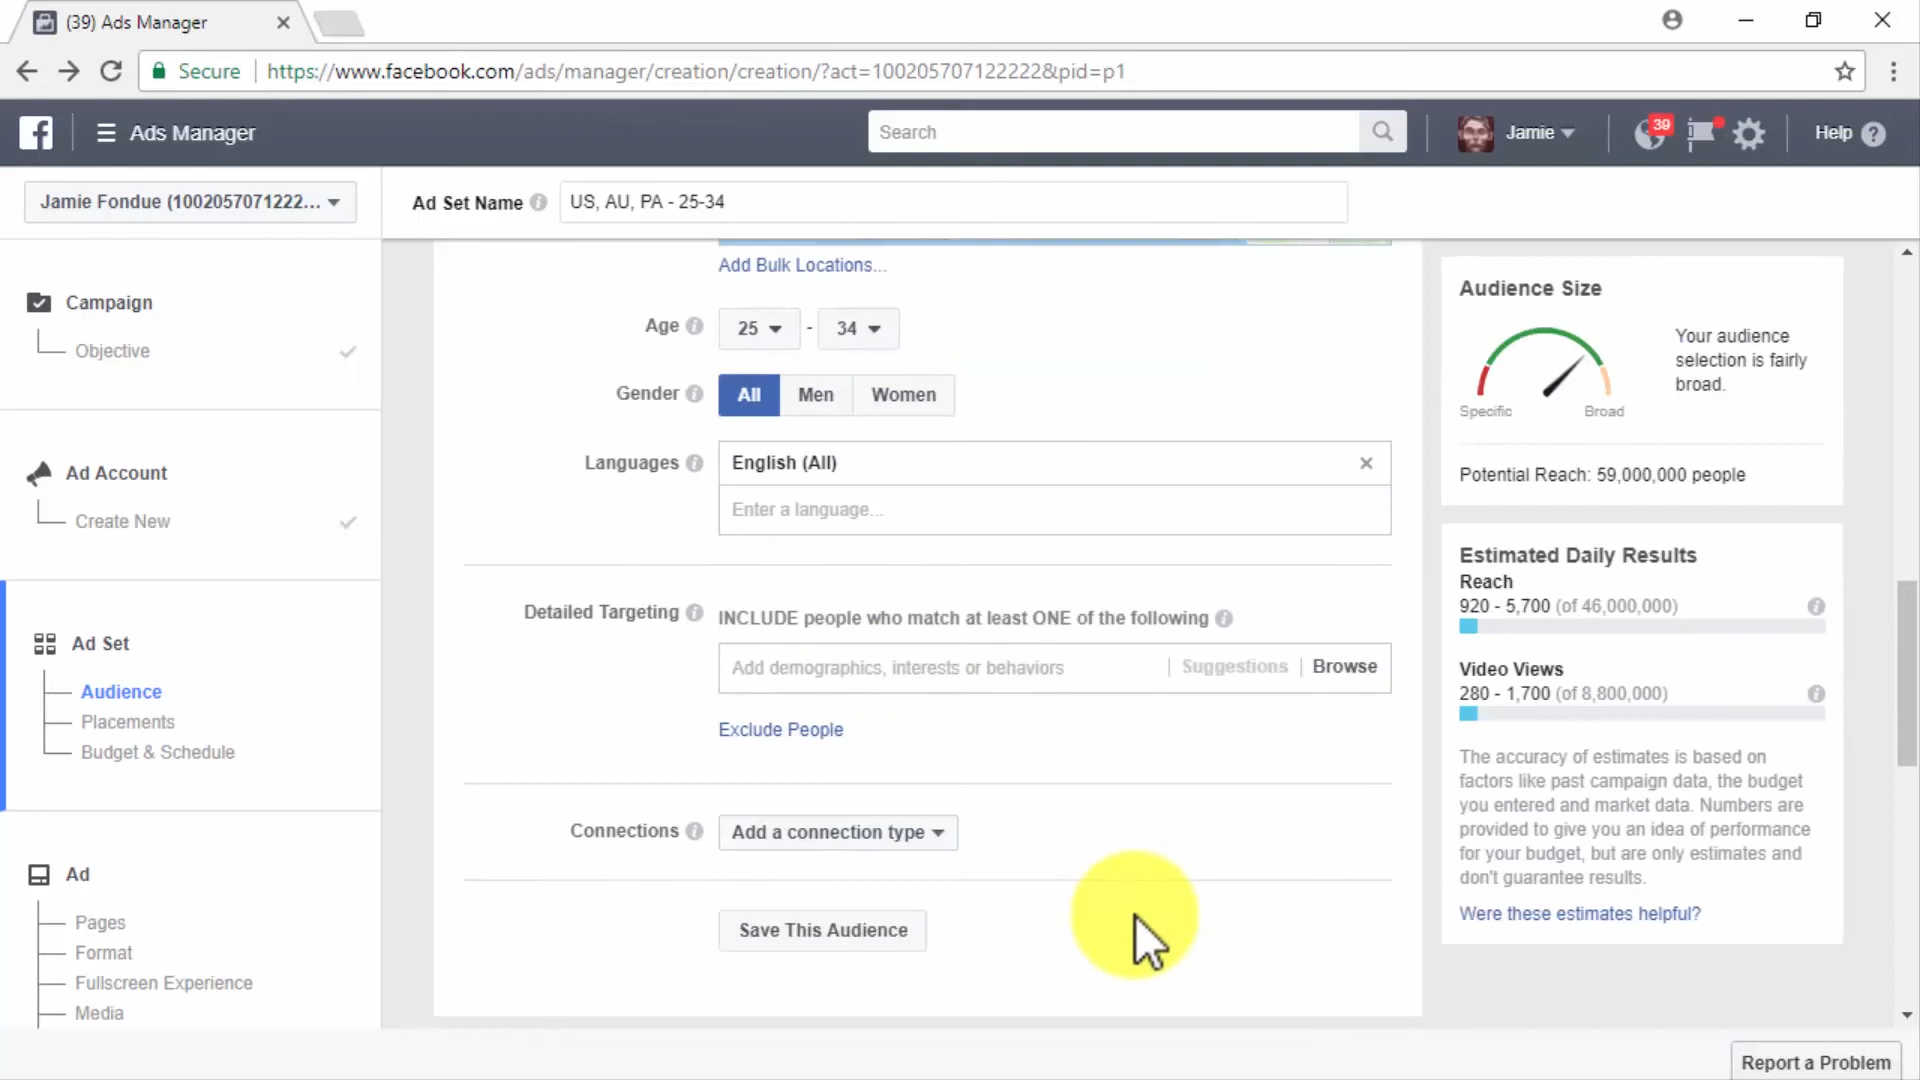 (39) Ads Manager
Secure
https://www.facebook.com/ads/manager/creation/creation/?act=100205707122222&pid=p1
Ads Manager
Search
Jamie
39
Help
Jamie Fondue (1002057071222...
Ad Set Name
US, AU, PA - 25-34
Campaign
Objective
Ad Account
Create New
Ad Set
Audience
Placements
Budget & Schedule
Ad
Pages
Format
Fullscreen Experience
Media
Add Bulk Locations...
Age
25
-
34
Gender
All
Men
Women
Languages
English (All)
Enter a language...
Detailed Targeting
INCLUDE people who match at least ONE of the following
Add demographics, interests or behaviors
Suggestions
Browse
Exclude People
Connections
Add a connection type
Save This Audience
Audience Size
Specific
Broad
Your audience
selection is fairly
broad.
Potential Reach: 59,000,000 people
Estimated Daily Results
Reach
920 - 5,700 (of 46,000,000)
Video Views
280 - 1,700 (of 8,800,000)
The accuracy of estimates is based on
factors like past campaign data, the budget
you entered and market data. Numbers are
provided to give you an idea of performance
for your budget, but are only estimates and
don't guarantee results.
Were these estimates helpful?
Report a Problem